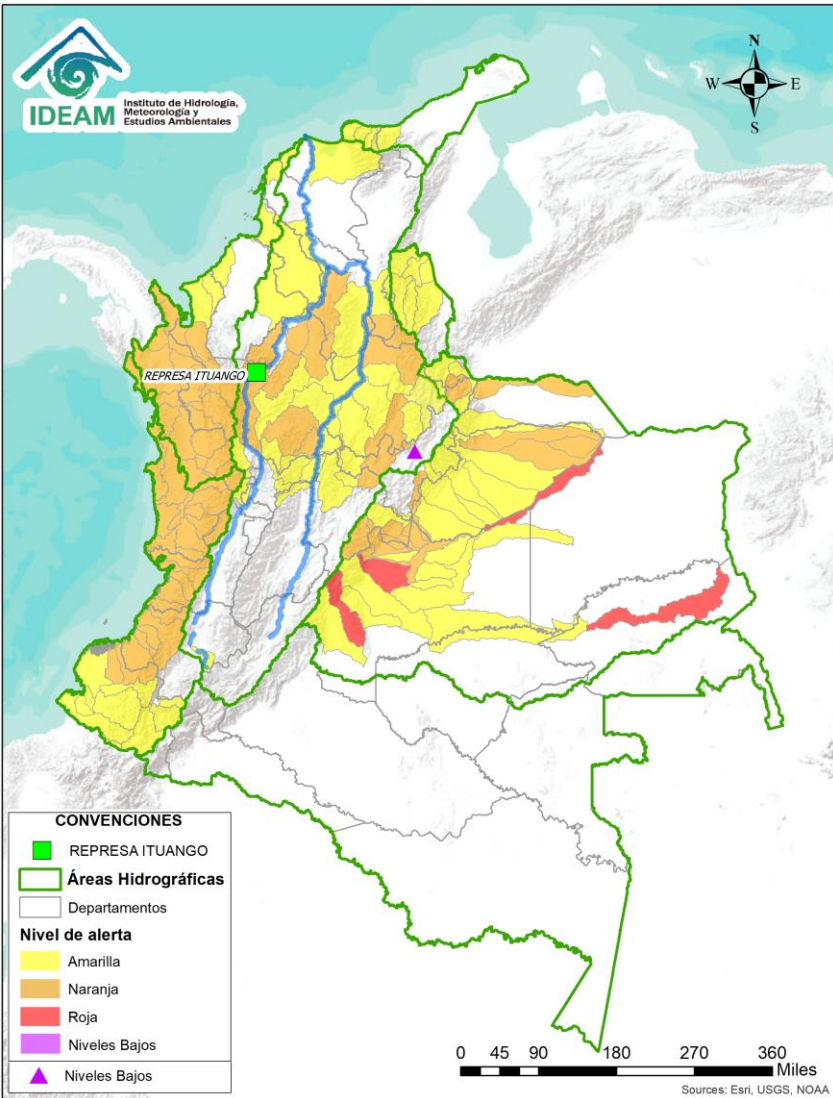 IDEAM
Instituto de Hidrología,
Meteorología y
Estudios Ambientales
N
W
E
S
REPRESA ITUANGO
CONVENCIONES
REPRESA ITUANGO
Áreas Hidrográficas
Departamentos
Nivel de alerta
Amarilla
Naranja
Roja
Niveles Bajos
Niveles Bajos
0 45 90 180 270 360
Miles
Sources: Esri, USGS, NOAA